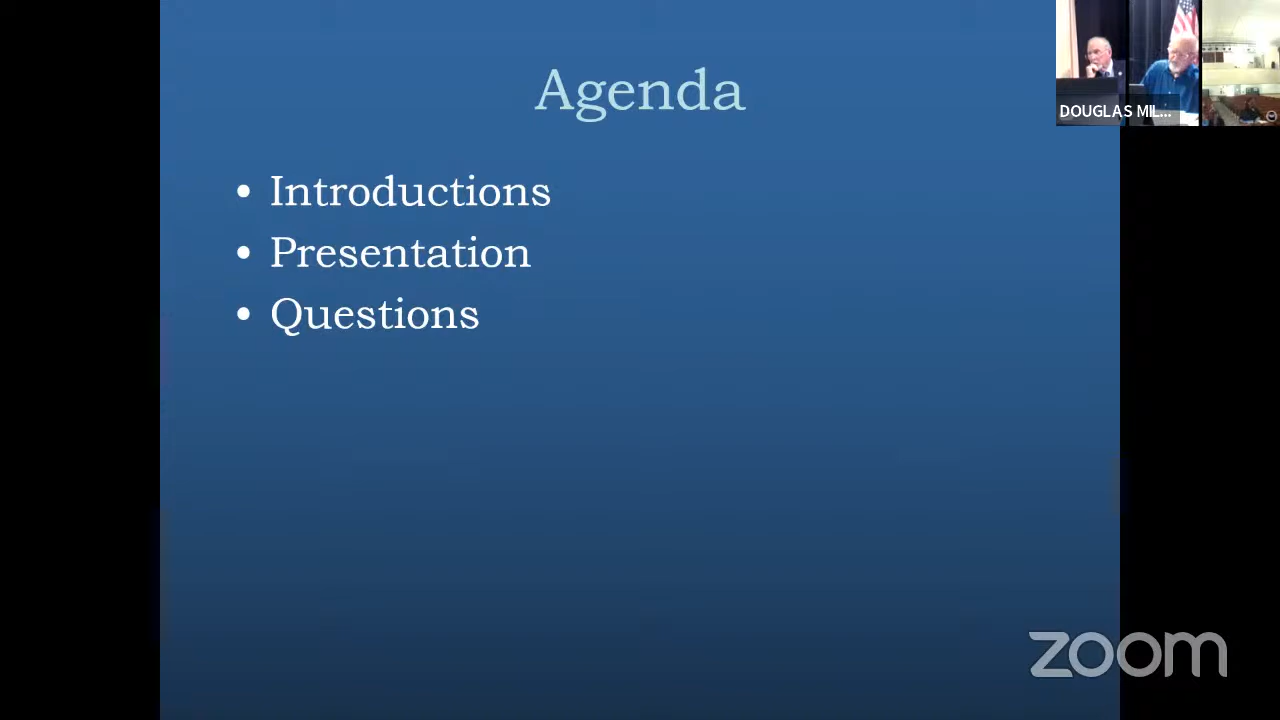 Agenda
DOUGLAS MIL...
• Introductions
• Presentation
• Questions
zoom